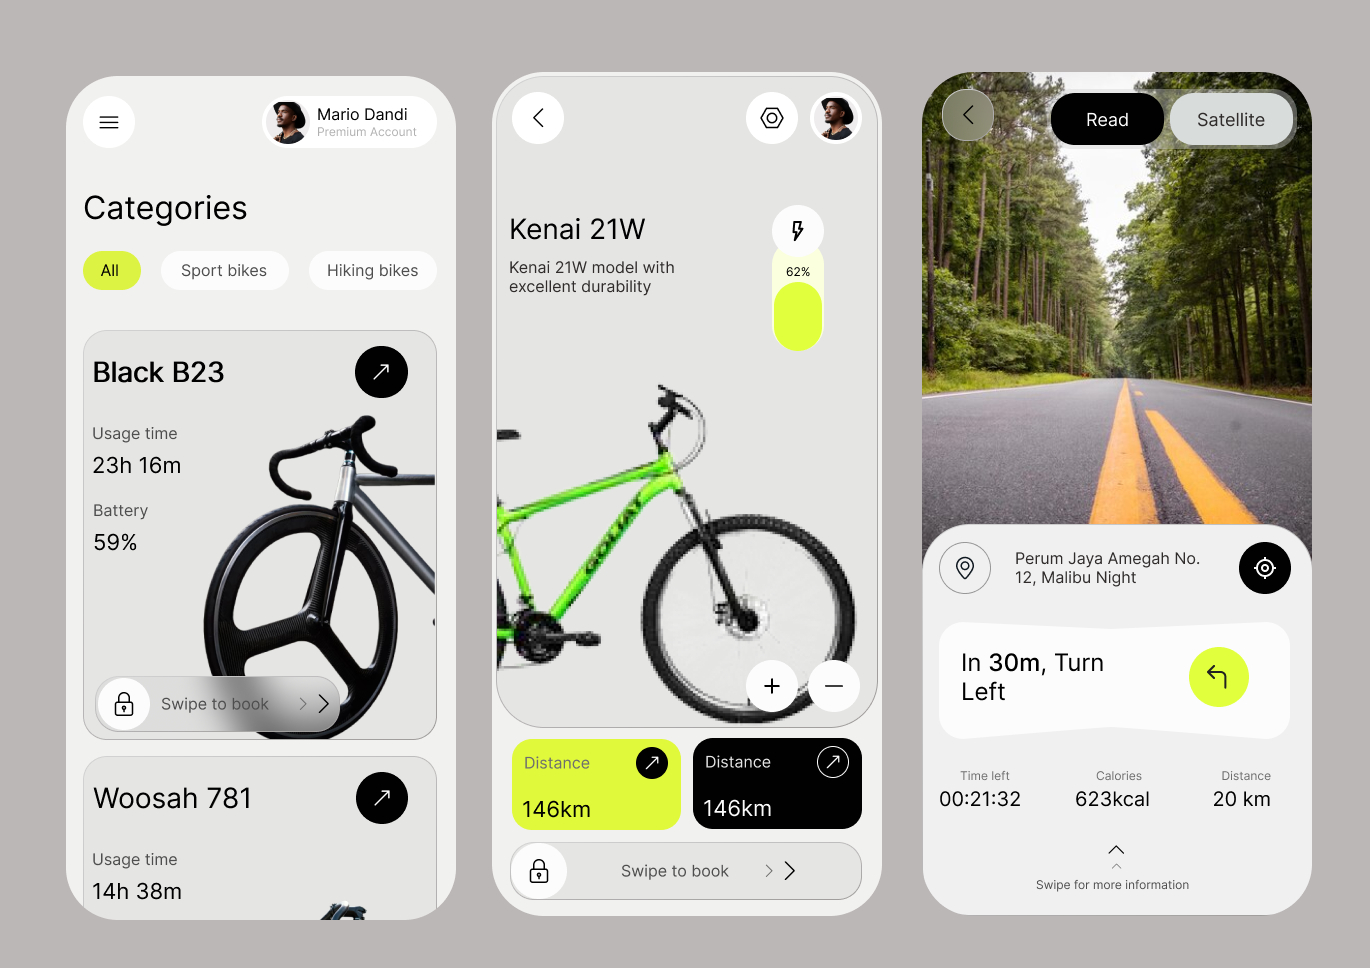 Mario Dandi
Premium Account
Categories
All
Sport bikes
Hiking bikes
Black B23
Usage time
23h 16m
Battery
59%
Swipe to book
Woosah 781
Usage time
14h 38m
Kenai 21W
Kenai 21W model with
excellent durability
62%
GOLIAT
Distance
146km
Distance
146km
Swipe to book
Read
Satellite
Perum Jaya Amegah No.
12, Malibu Night
In 30m, Turn
Left
Time left
00:21:32
Calories
623kcal
Distance
20 km
Swipe for more information